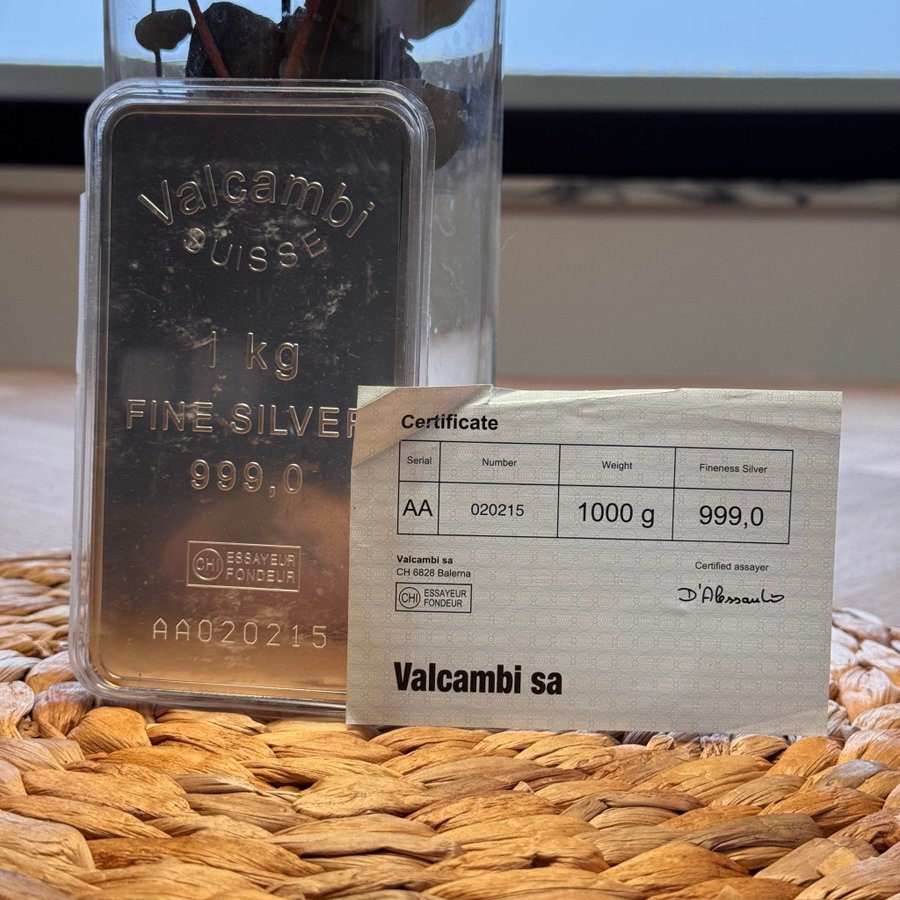 Valcambi
SUISSE
1 kg
FINE SILVER
999,0
CHI ESSAYEUR
FONDEUR
AA020215
Certificate
Serial Number Weight Fineness Silver
AA 020215 1000 g 999,0
Valcambi sa
CH 6828 Balerna
Certified assayer
CHI ESSAYEUR
FONDEUR
D'Alessandro
Valcambi sa